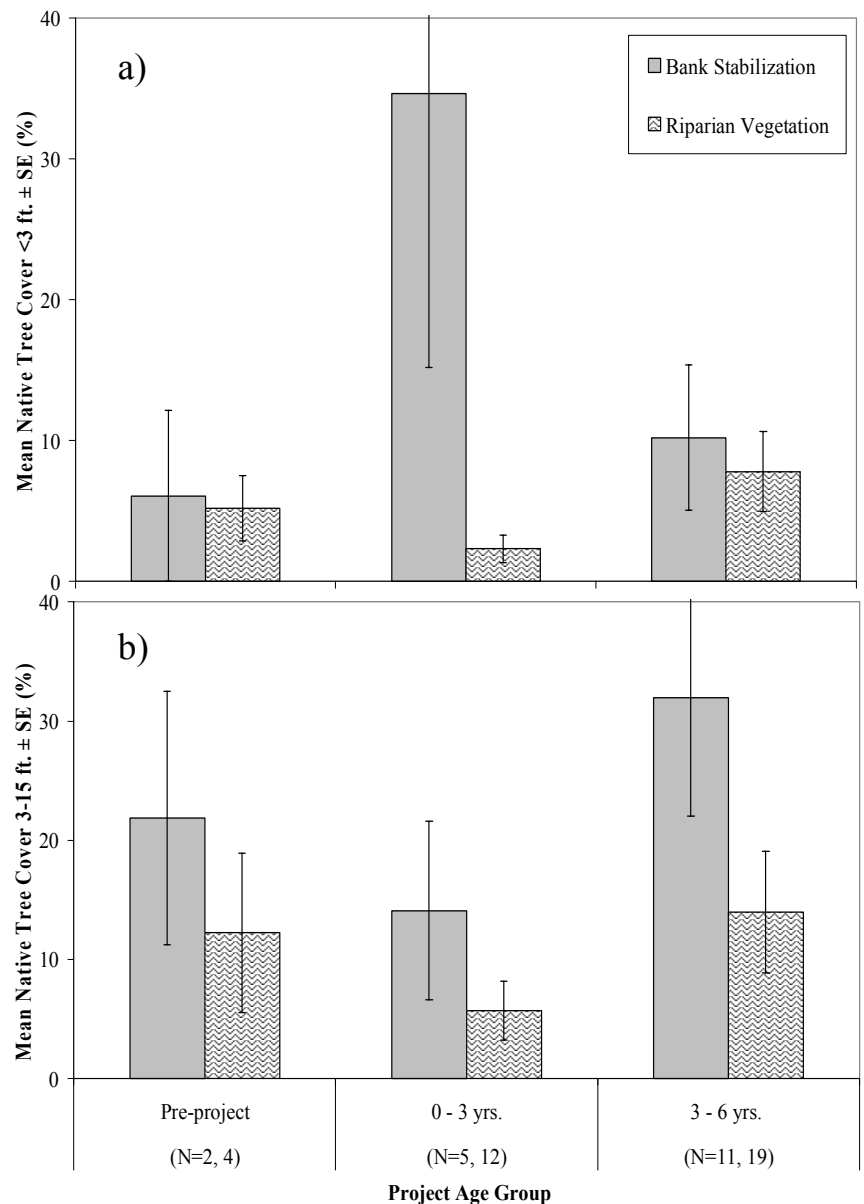 40
30
20
10
0
Mean Native Tree Cover <3 ft. ± SE (%)
a)
Bank Stabilization
Riparian Vegetation
40
30
20
10
0
Mean Native Tree Cover 3-15 ft. ± SE (%)
b)
Pre-project
0 - 3 yrs.
3 - 6 yrs.
(N=2, 4)
(N=5, 12)
(N=11, 19)
Project Age Group